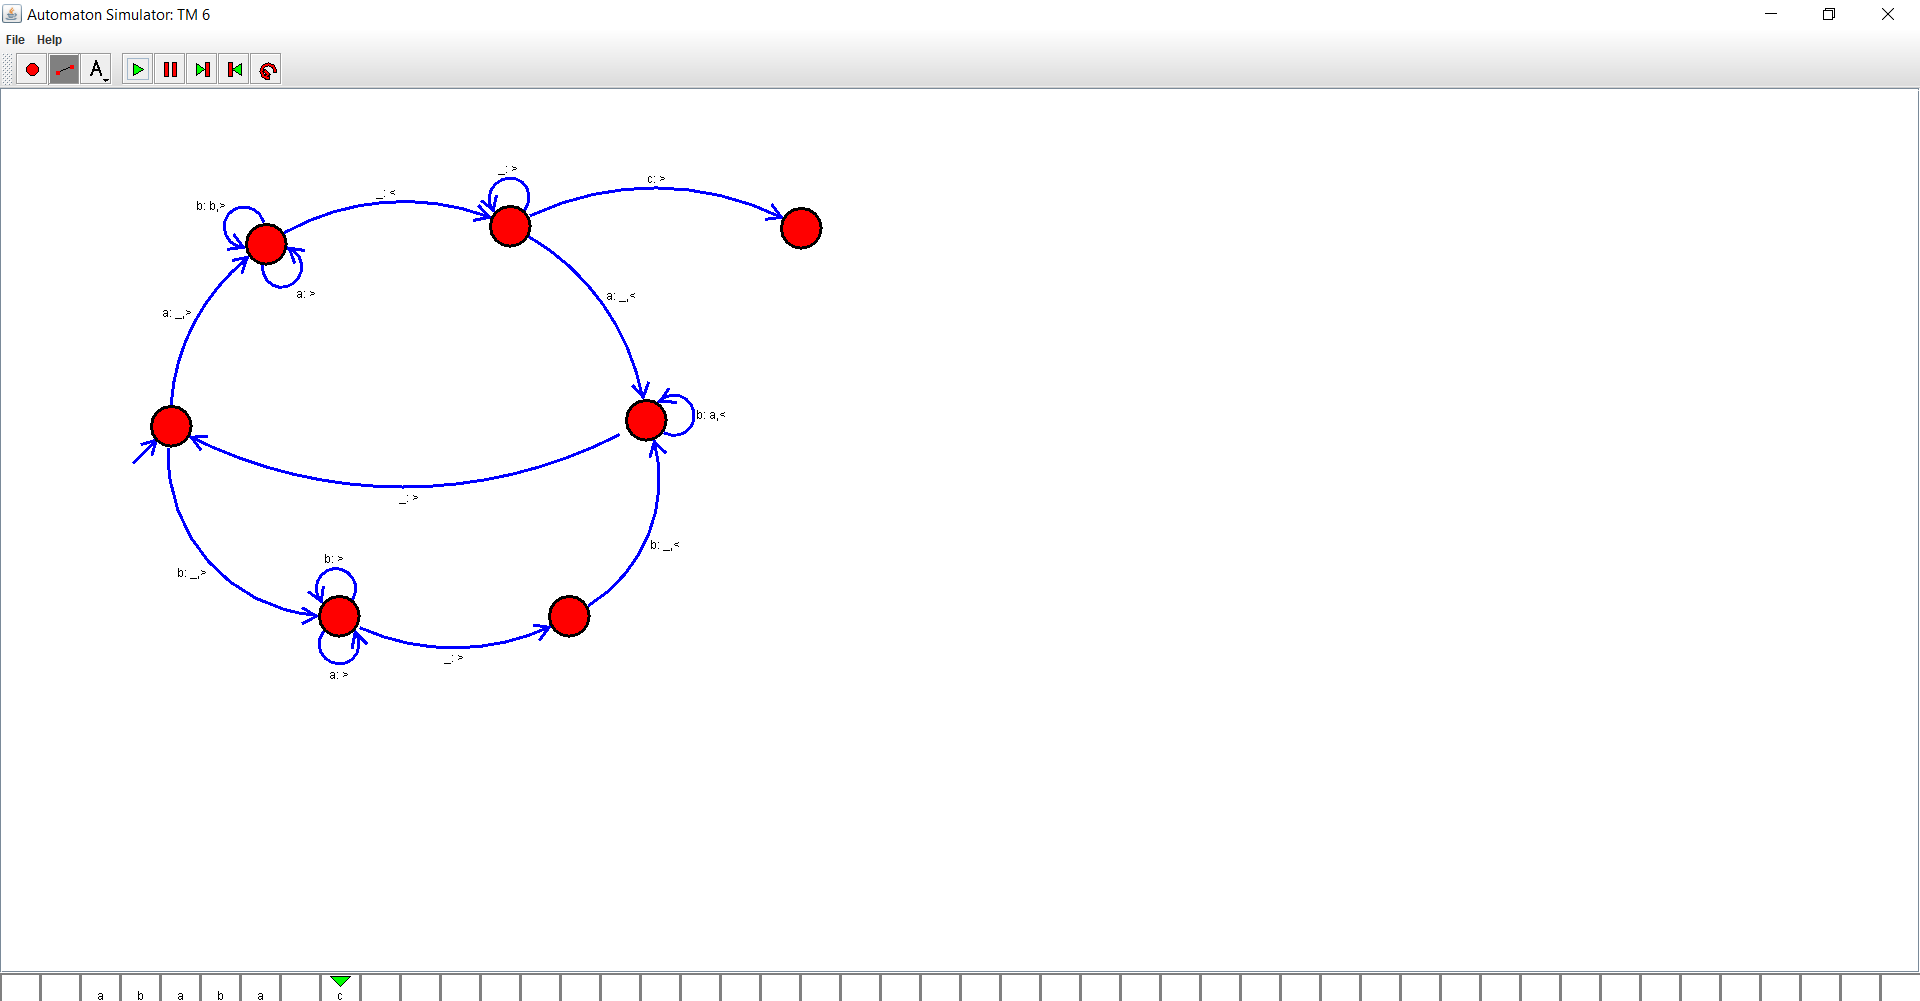 Automaton Simulator: TM 6
File Help
A
_: >
c: >
_: <
b: b,>
a: >
a: _,<
a: _,>
b: a,<
_: >
b: _,<
b: >
b: _,>
_: >
a: >
a b a b a c